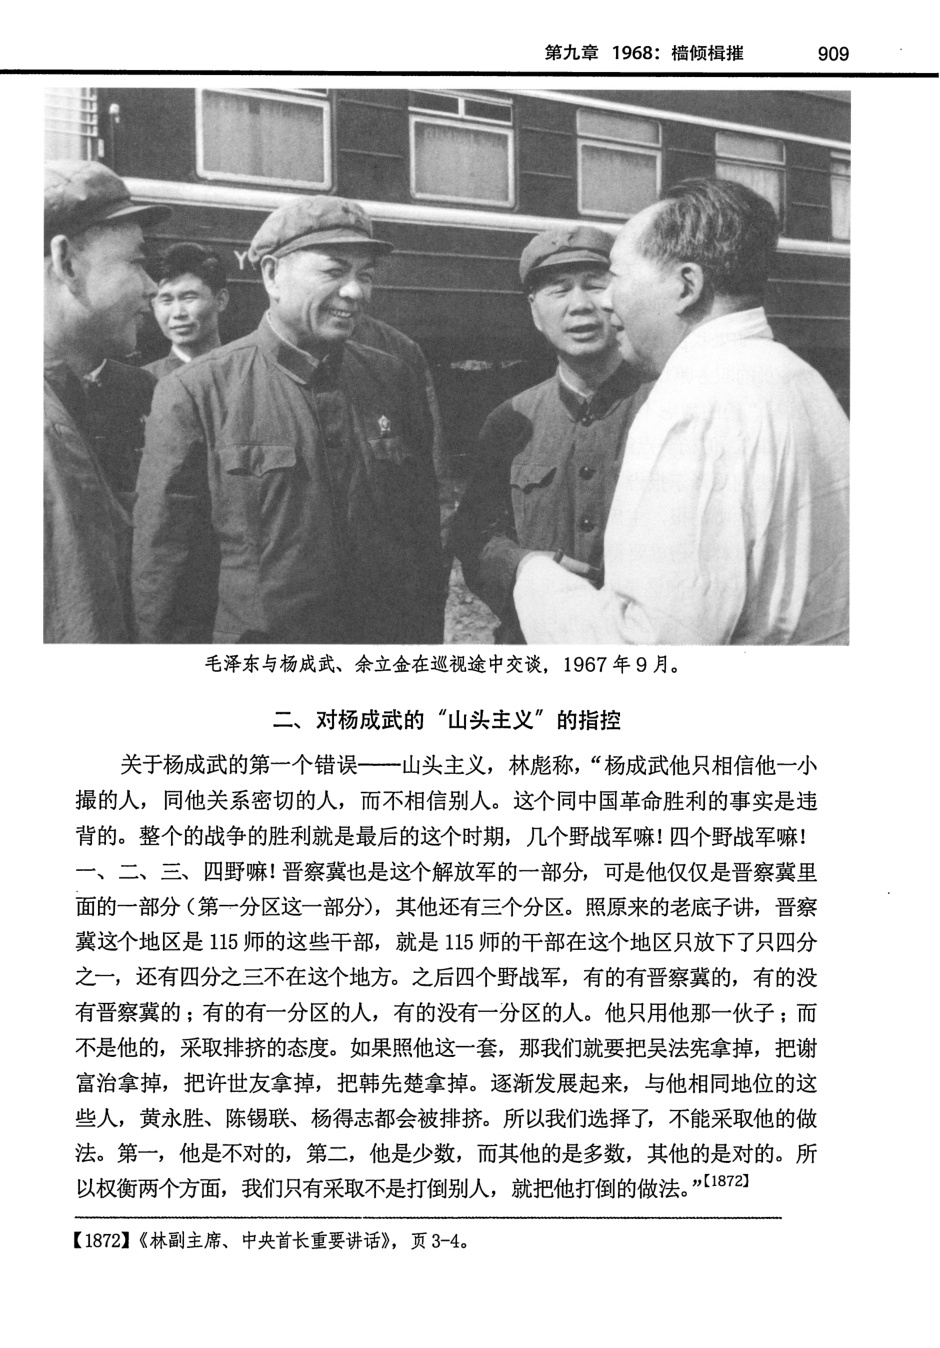 第九章 1968：樯倾楫摧 909
毛泽东与杨成武、余立金在巡视途中交谈，1967 年 9 月。
二、对杨成武的“山头主义”的指控
关于杨成武的第一个错误——山头主义，林彪称，“杨成武他只相信他一小
撮的人，同他关系密切的人，而不相信别人。这个同中国革命胜利的事实是违
背的。整个的战争的胜利就是最后的这个时期，几个野战军嘛！四个野战军嘛！
一、二、三、四野嘛！晋察冀也是这个解放军的一部分，可是他仅仅是晋察冀里
面的一部分（第一分区这一部分），其他还有三个分区。照原来的老底子讲，晋察
冀这个地区是 115 师的这些干部，就是 115 师的干部在这个地区只放下了只四分
之一，还有四分之三不在这个地方。之后四个野战军，有的有晋察冀的，有的没
有晋察冀的；有的有一分区的人，有的没有一分区的人。他只用他那一伙子；而
不是他的，采取排挤的态度。如果照他这一套，那我们就要把吴法宪拿掉，把谢
富治拿掉，把许世友拿掉，把韩先楚拿掉。逐渐发展起来，与他相同地位的这
些人，黄永胜、陈锡联、杨得志都会被排挤。所以我们选择了，不能采取他的做
法。第一，他是不对的，第二，他是少数，而其他的是多数，其他的是对的。所
以权衡两个方面，我们只有采取不是打倒别人，就把他打倒的做法。”【1872】
【1872】《林副主席、中央首长重要讲话》，页 3-4。